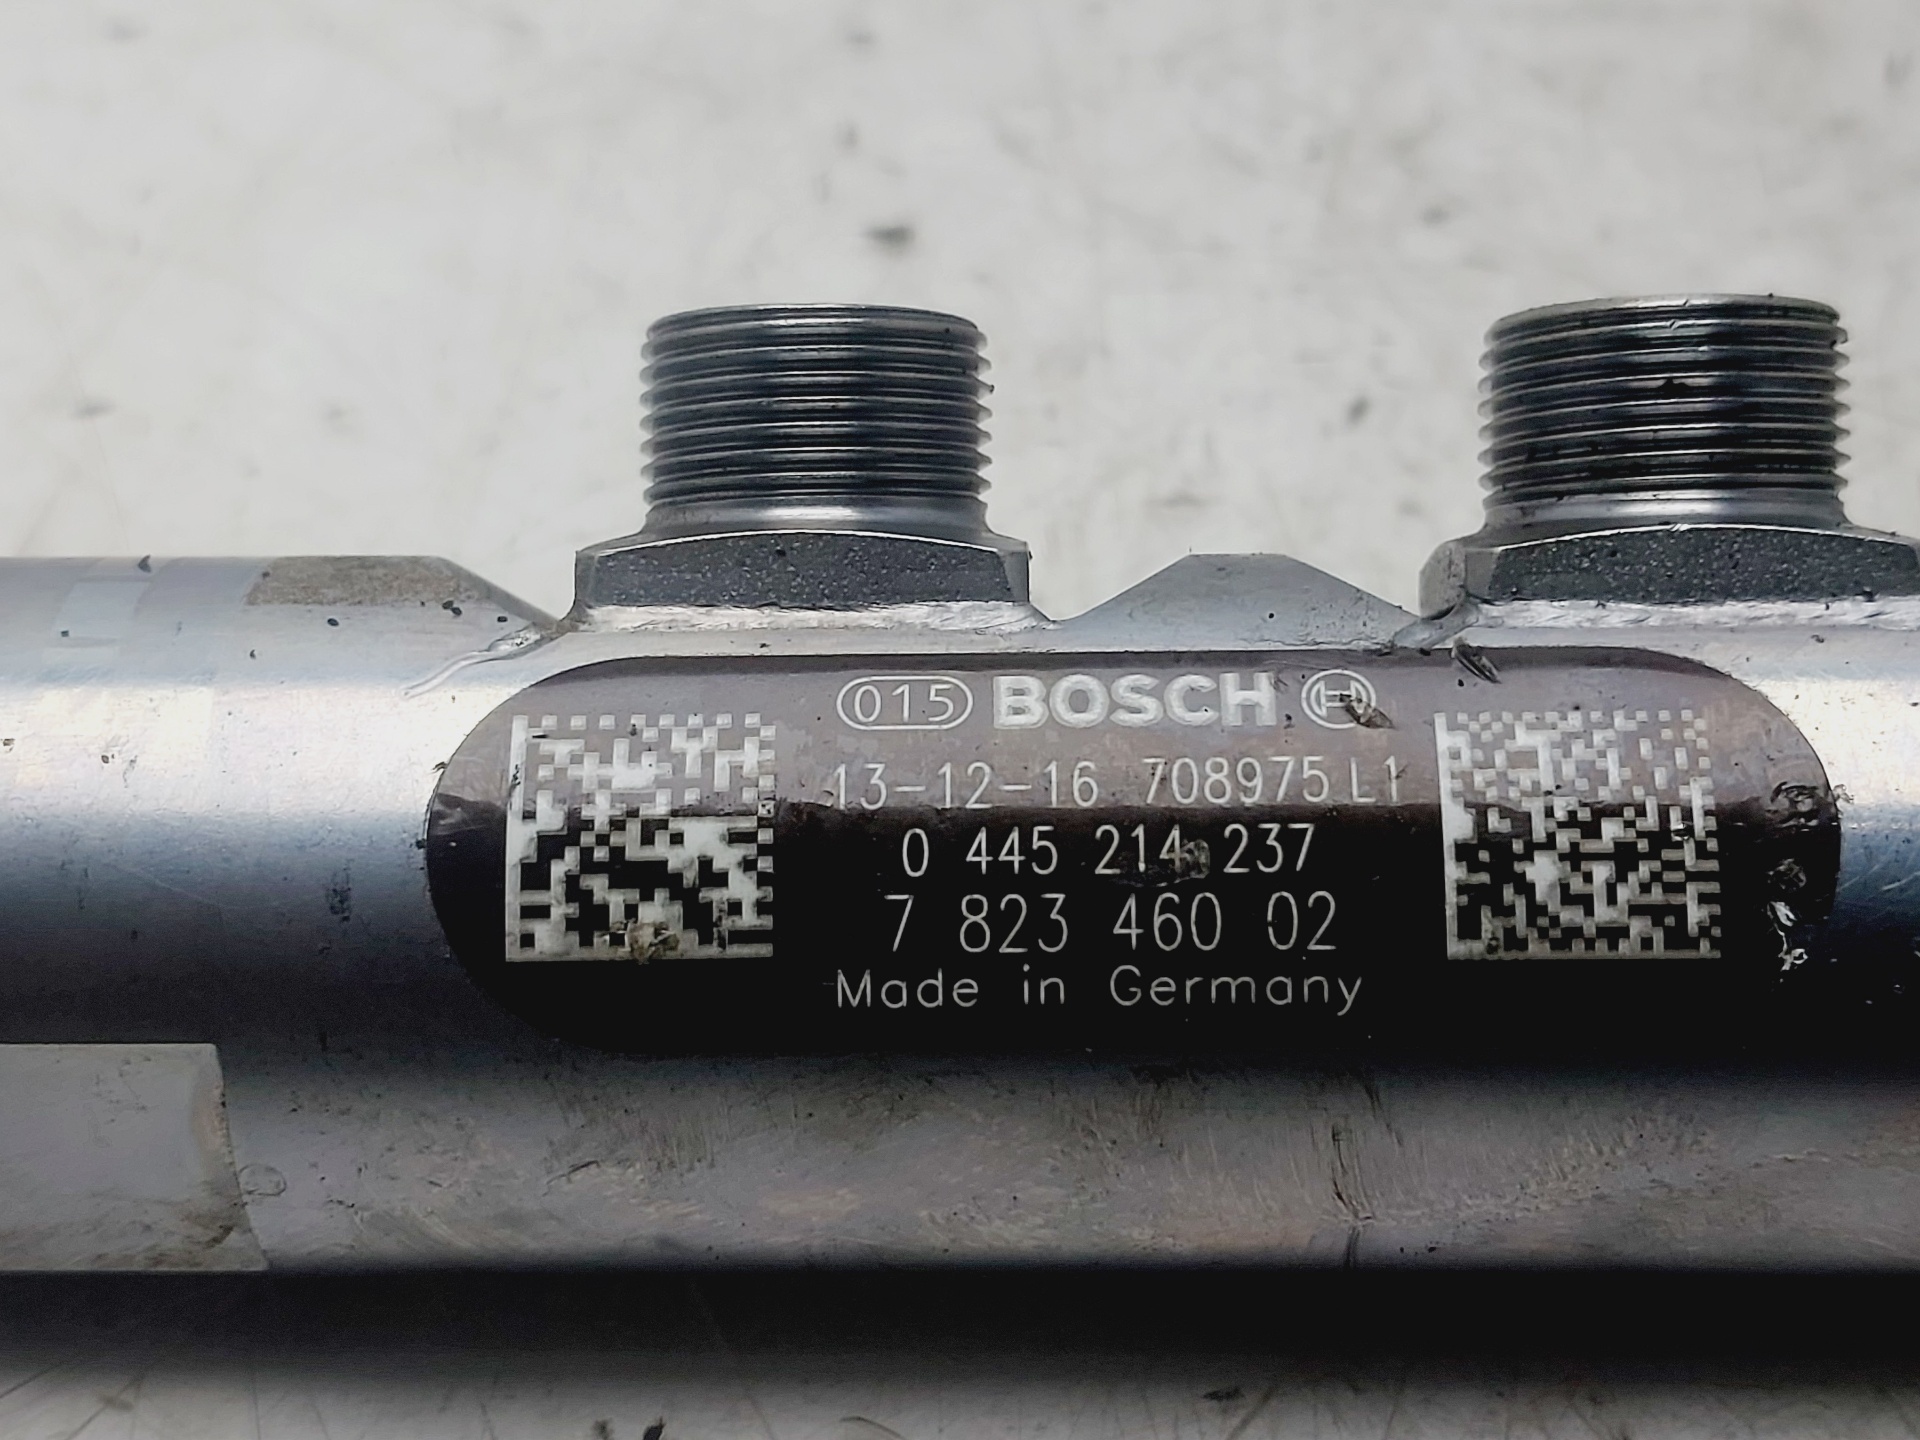 015 BOSCH
13-12-16 708975 L1
0 445 214 237
7 823 460 02
Made in Germany